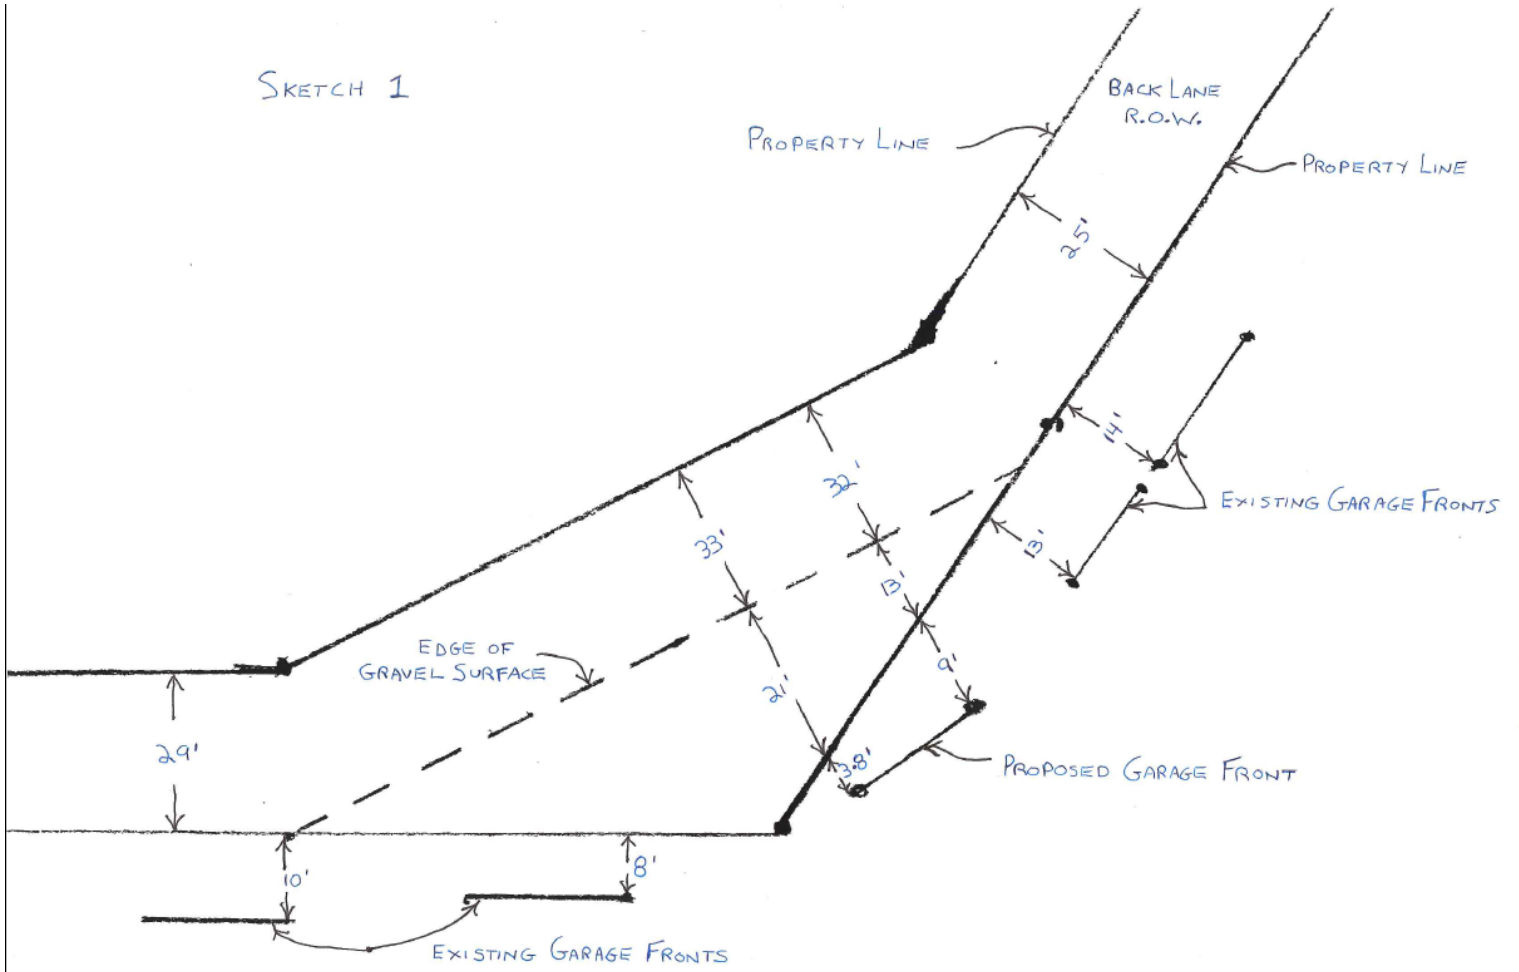 SKETCH 1
BACK LANE
R.O.W.
PROPERTY LINE
PROPERTY LINE
25'
14'
EXISTING GARAGE FRONTS
32'
33'
13'
13'
EDGE OF
GRAVEL SURFACE
21'
9'
29'
3.8'
PROPOSED GARAGE FRONT
8'
10'
EXISTING GARAGE FRONTS